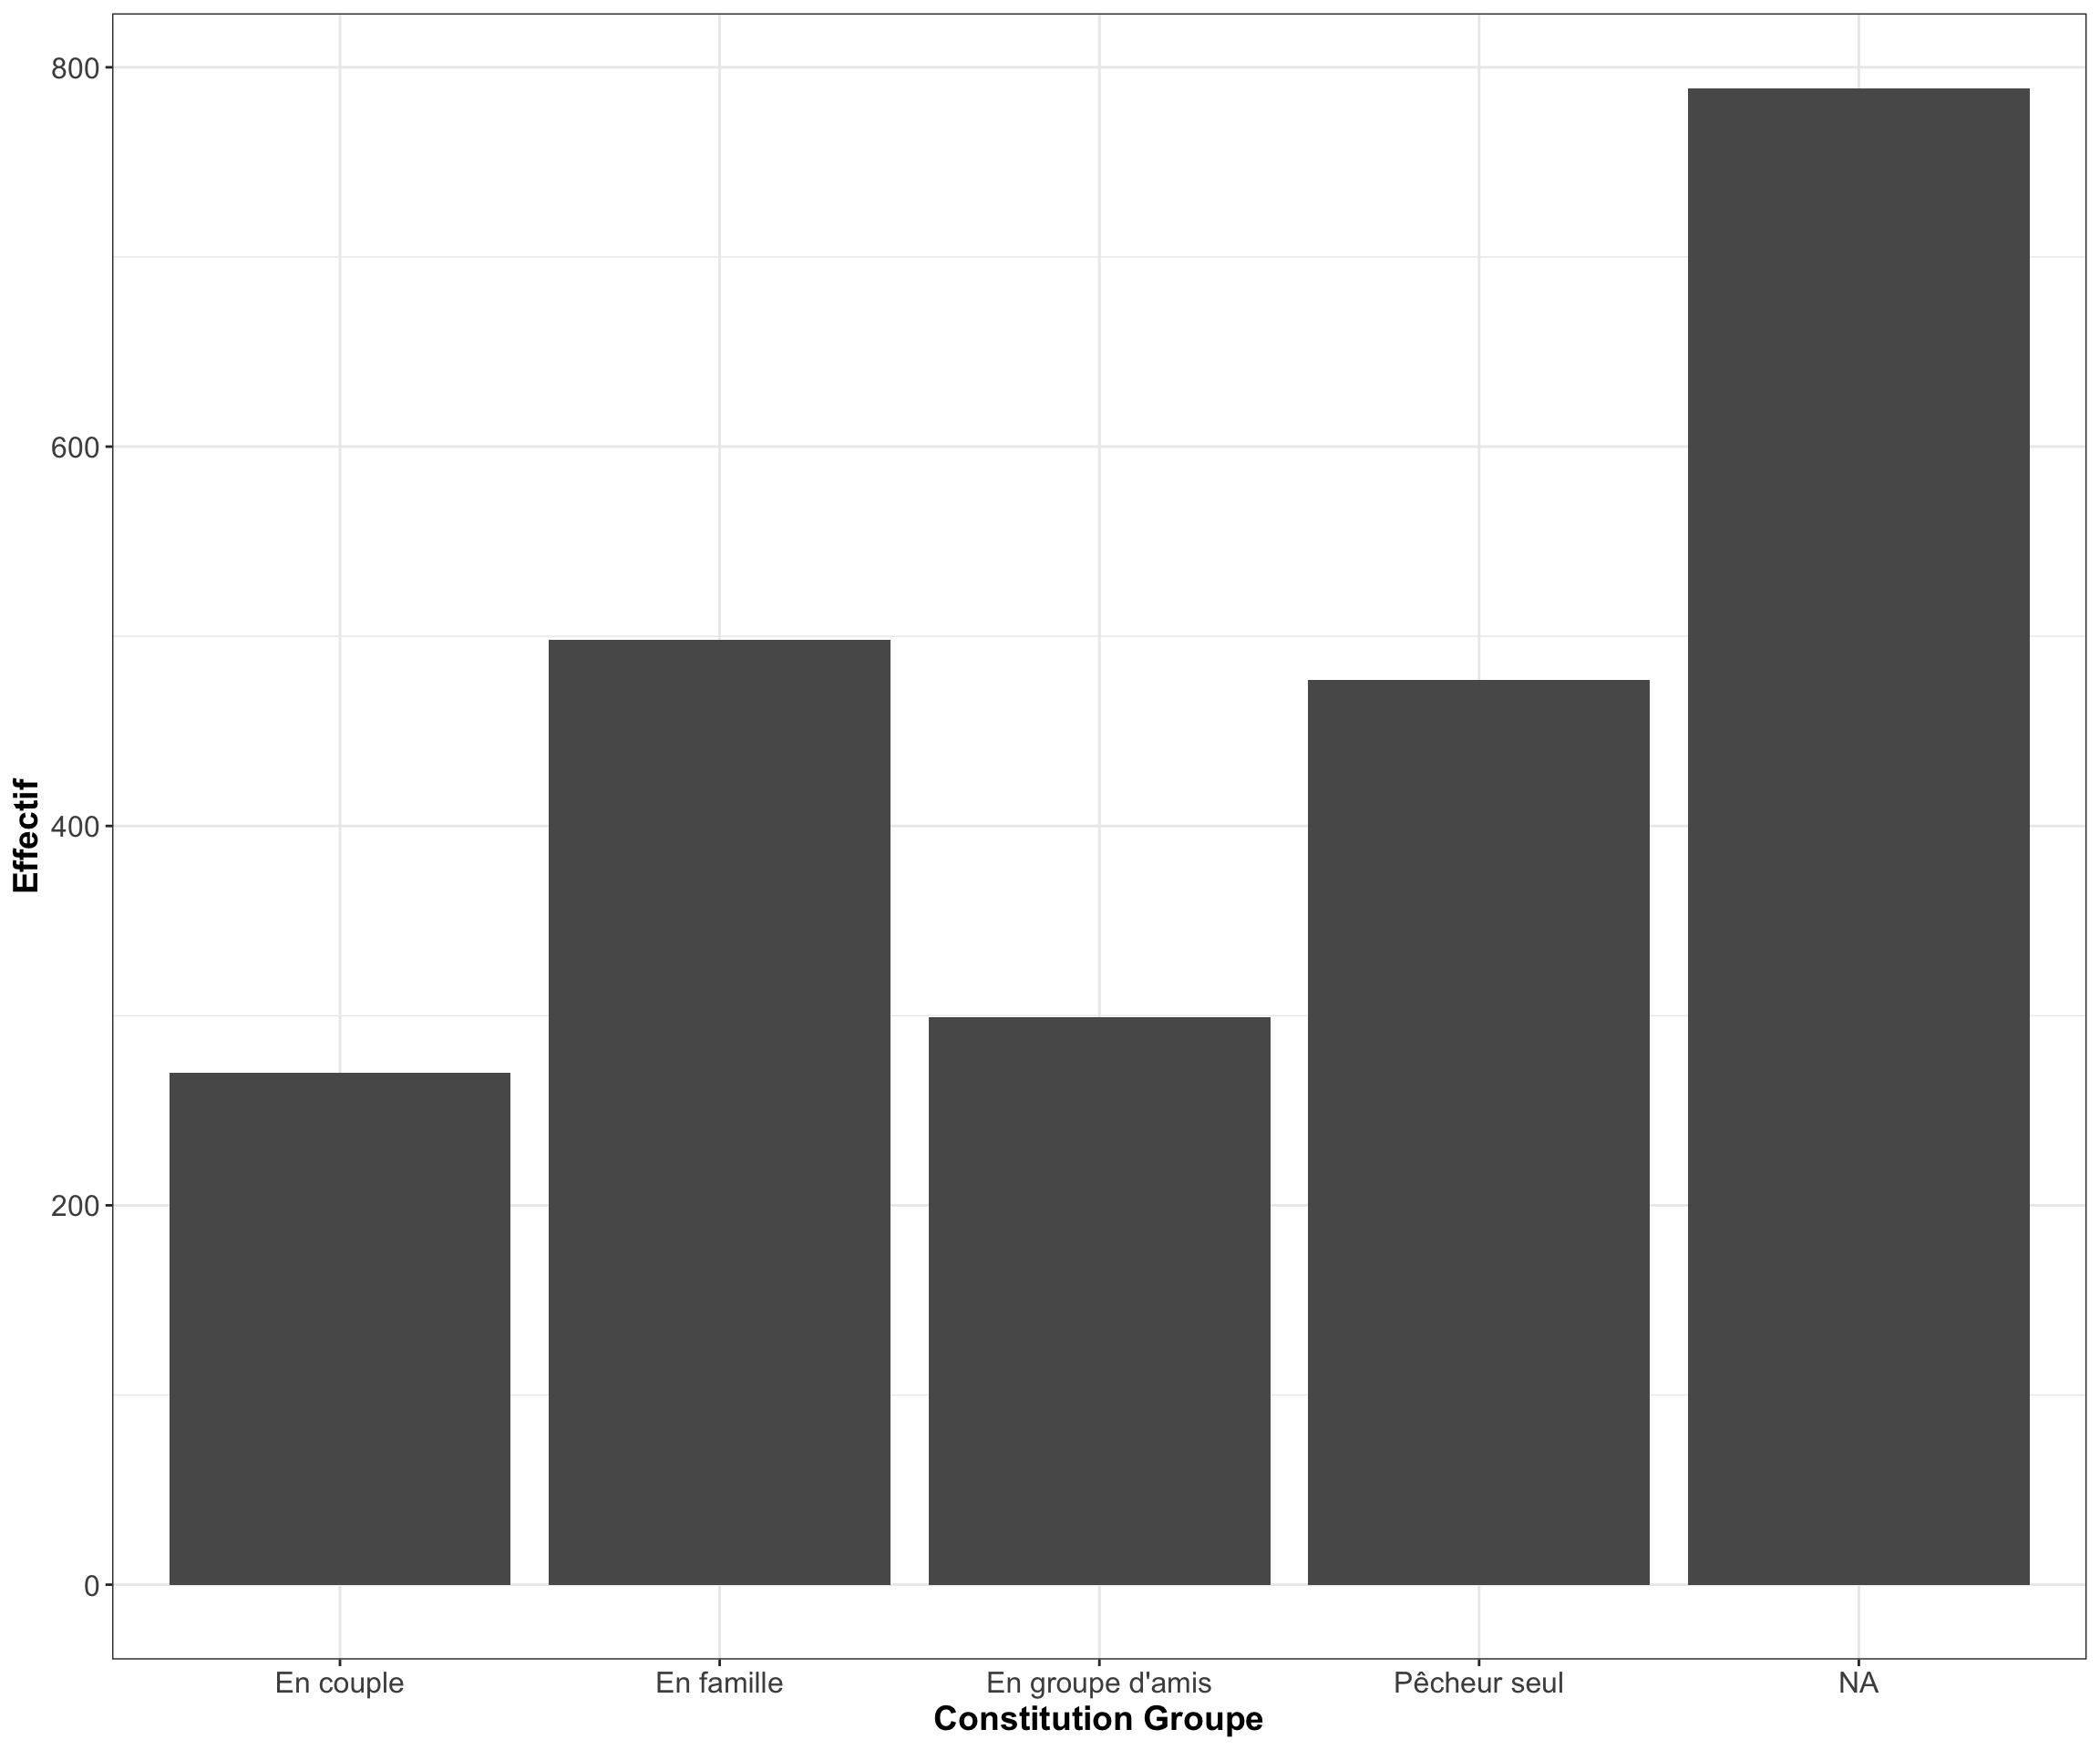 800
600
400
200
0
Effectif
En couple En famille En groupe d'amis Pêcheur seul NA
Constitution Groupe